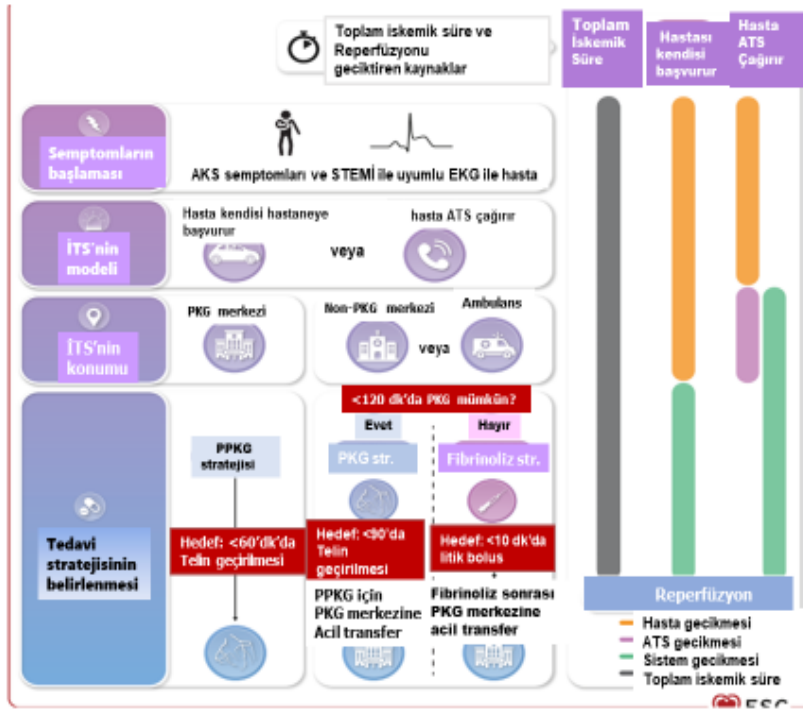 Toplam iskemik süre ve
Reperfüzyonu
geciktiren kaynaklar
Toplam
İskemik
Süre
Hastası
kendisi
başvurur
Hasta
ATS
Çağırır
Semptomların
başlaması
AKS semptomları ve STEMİ ile uyumlu EKG ile hasta
İTS'nin
modeli
Hasta kendisi hastaneye
başvurur
veya
hasta ATS çağırır
İTS'nin
konumu
PKG merkezi
Non-PKG merkezi
veya
Ambulans
<120 dk'da PKG mümkün?
Evet
Hayır
PPKG
stratejisi
PKG str.
Fibrinoliz str.
Tedavi
stratejisinin
belirlenmesi
Hedef: <60'dk'da
Telin geçirilmesi
Hedef: <90'da
Telin
geçirilmesi
Hedef: <10 dk'da
litik bolus
PPKG için
PKG merkezine
Acil transfer
Fibrinoliz sonrası
PKG merkezine
acil transfer
Reperfüzyon
Hasta gecikmesi
ATS gecikmesi
Sistem gecikmesi
Toplam iskemik süre
ESC